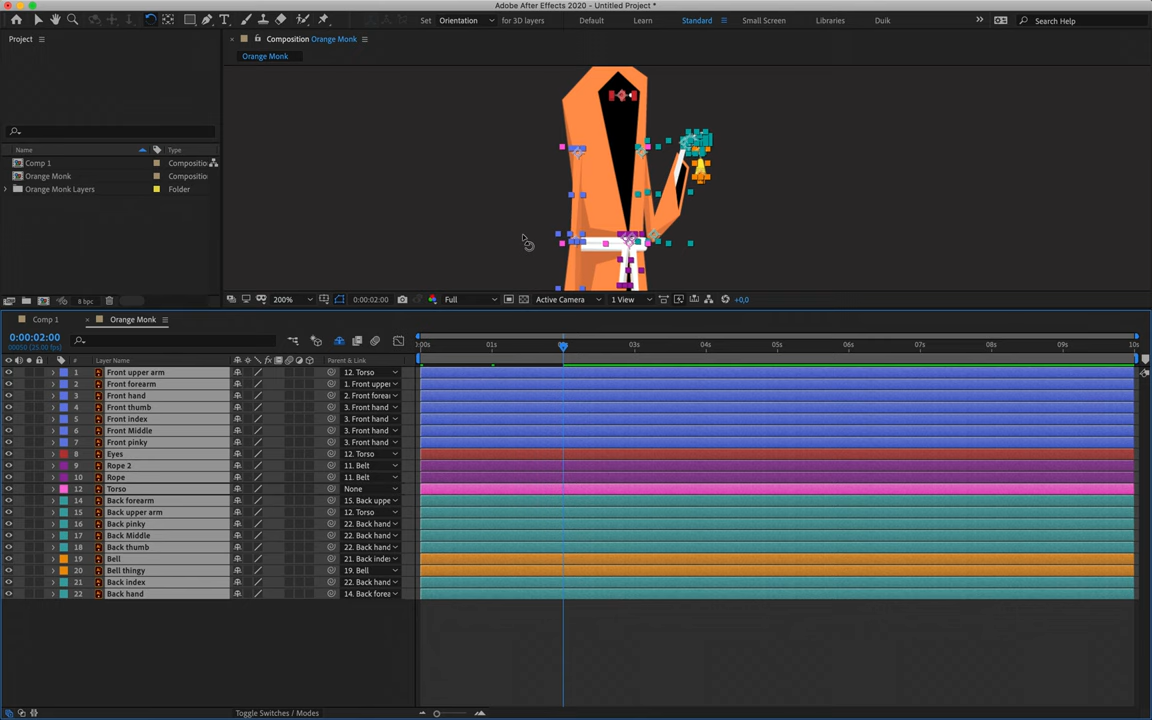 Adobe After Effects 2020 - Untitled Project *
Set Orientation for 3D layers Default Learn Standard Small Screen Libraries Duik Search Help
Project
Composition Orange Monk
Orange Monk
Name Type
Comp 1 Compositio
Orange Monk Compositio
Orange Monk Layers Folder
8 bpc
200% 0:00:02:00 Full Active Camera 1 View +0,0
Comp 1 Orange Monk
0:00:02:00
00050 (25.00 fps)
# Layer Name Parent & Link
:00s 01s 03s 04s 05s 06s 07s 08s 09s 10s
1 Front upper arm 12. Torso
2 Front forearm 1. Front upper
3 Front hand 2. Front forear
4 Front thumb 3. Front hand
5 Front index 3. Front hand
6 Front Middle 3. Front hand
7 Front pinky 3. Front hand
8 Eyes 12. Torso
9 Rope 2 11. Belt
10 Rope 11. Belt
12 Torso None
14 Back forearm 15. Back uppe
15 Back upper arm 12. Torso
16 Back pinky 22. Back hand
17 Back Middle 22. Back hand
18 Back thumb 22. Back hand
19 Bell 21. Back index
20 Bell thingy 19. Bell
21 Back index 22. Back hand
22 Back hand 14. Back forea
Toggle Switches / Modes